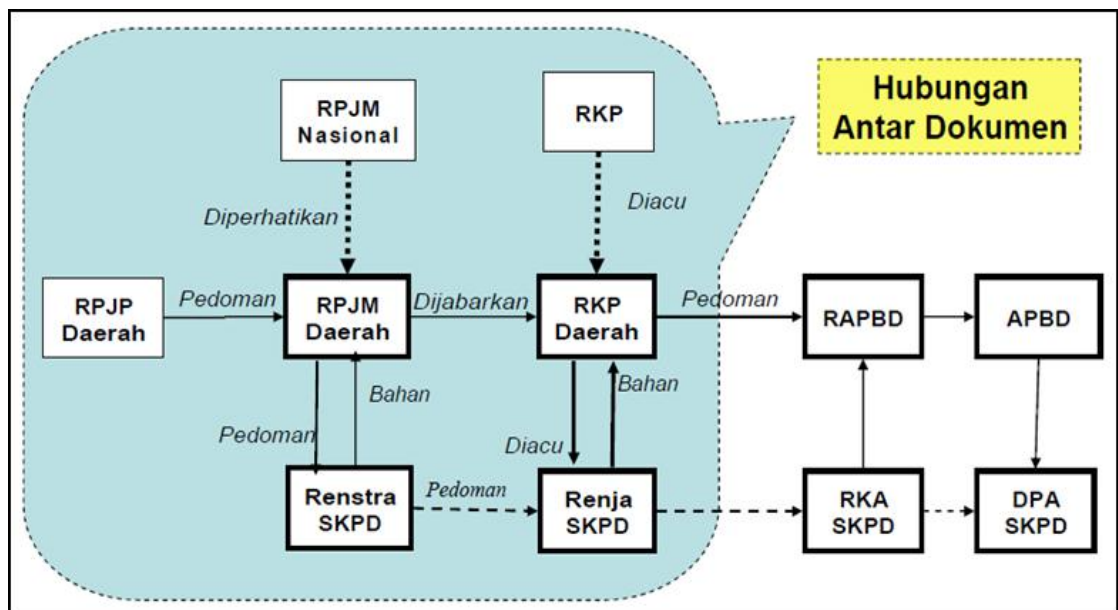 Hubungan
Antar Dokumen
RPJM
Nasional
RKP
Diperhatikan
Diacu
RPJP
Daerah
Pedoman
RPJM
Daerah
Dijabarkan
RKP
Daerah
Pedoman
RAPBD
APBD
Pedoman
Bahan
Diacu
Bahan
Renstra
SKPD
Pedoman
Renja
SKPD
RKA
SKPD
DPA
SKPD